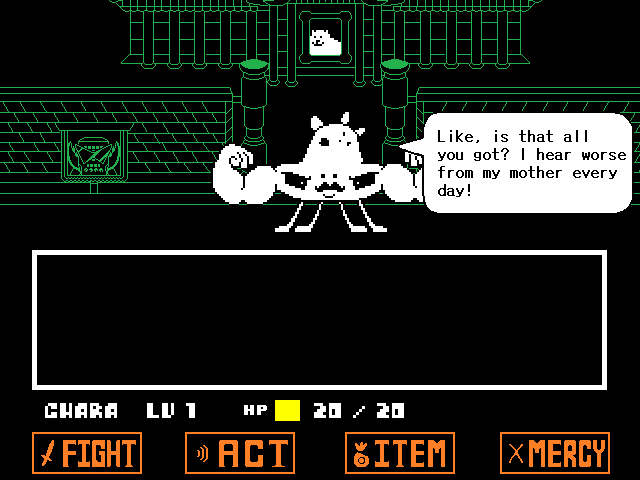 Like, is that all
you got? I hear worse
from my mother every
day!
CHARA LV 1 HP 20 / 20
FIGHT ACT ITEM MERCY